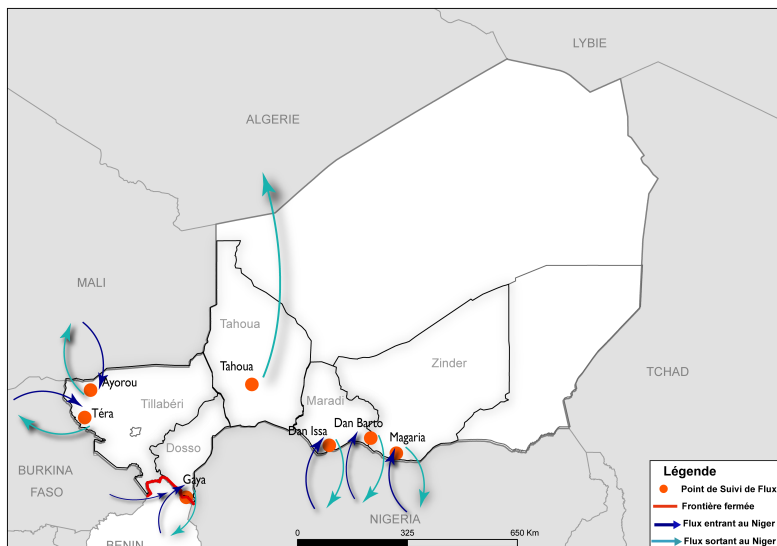 LYBIE
ALGERIE
MALI
TCHAD
Tahoua
Tahoua
Zinder
Ayorou
Maradi
Tillabéri
Téra
Dan Barto
Dan Issa
Magaria
Dosso
BURKINA
FASO
Gaya
NIGERIA
BENIN
0 325 650 Km
Légende
Point de Suivi de Flux
Frontière fermée
Flux entrant au Niger
Flux sortant au Niger